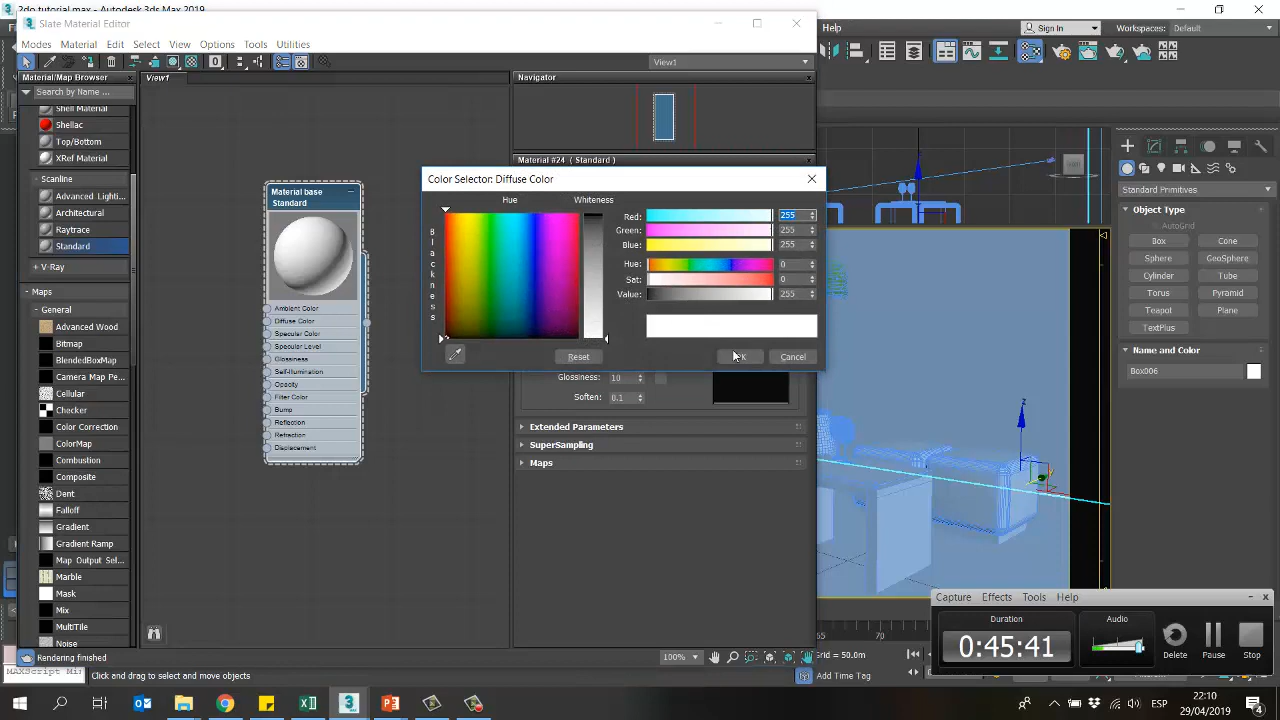 3do tutorial.max - Autodesk 3ds Max 2019
Slate Material Editor
Modes Material Edit Select View Options Tools Utilities
Help
Sign In
Workspaces: Default
View1
Material/Map Browser
Search by Name ...
Shell Material
Shellac
Top/Bottom
XRef Material
Scanline
Advanced Lighti...
Architectural
Raytrace
Standard
+ V-Ray
Maps
General
Advanced Wood
Bitmap
BlendedBoxMap
Camera Map Pe...
Cellular
Checker
Color Correction
ColorMap
Combustion
Composite
Dent
Falloff
Gradient
Gradient Ramp
Map Output Sel...
Marble
Mask
Mix
MultiTile
Noise
View1
Material base
Standard
Ambient Color
Diffuse Color
Specular Color
Specular Level
Glossiness
Self-Illumination
Opacity
Filter Color
Bump
Reflection
Refraction
Displacement
Navigator
Material #24 ( Standard )
Color Selector: Diffuse Color
Hue Whiteness
Blackness
Red: 255
Green: 255
Blue: 255
Hue: 0
Sat: 0
Value: 255
Reset
Cancel
Glossiness: 10
Soften: 0.1
Extended Parameters
SuperSampling
Maps
Standard Primitives
Object Type
AutoGrid
Box Cone
Sphere GeoSphere
Cylinder Tube
Torus Pyramid
Teapot Plane
TextPlus
Name and Color
Box006
Capture Effects Tools Help
Duration
0:45:41
Audio
Delete Pause Stop
Rendering finished
100%
65 70
Grid = 50.0m
MAXScript Mi
Click and drag to select and move objects
Add Time Tag
ESP
22:10
29/04/2019
4